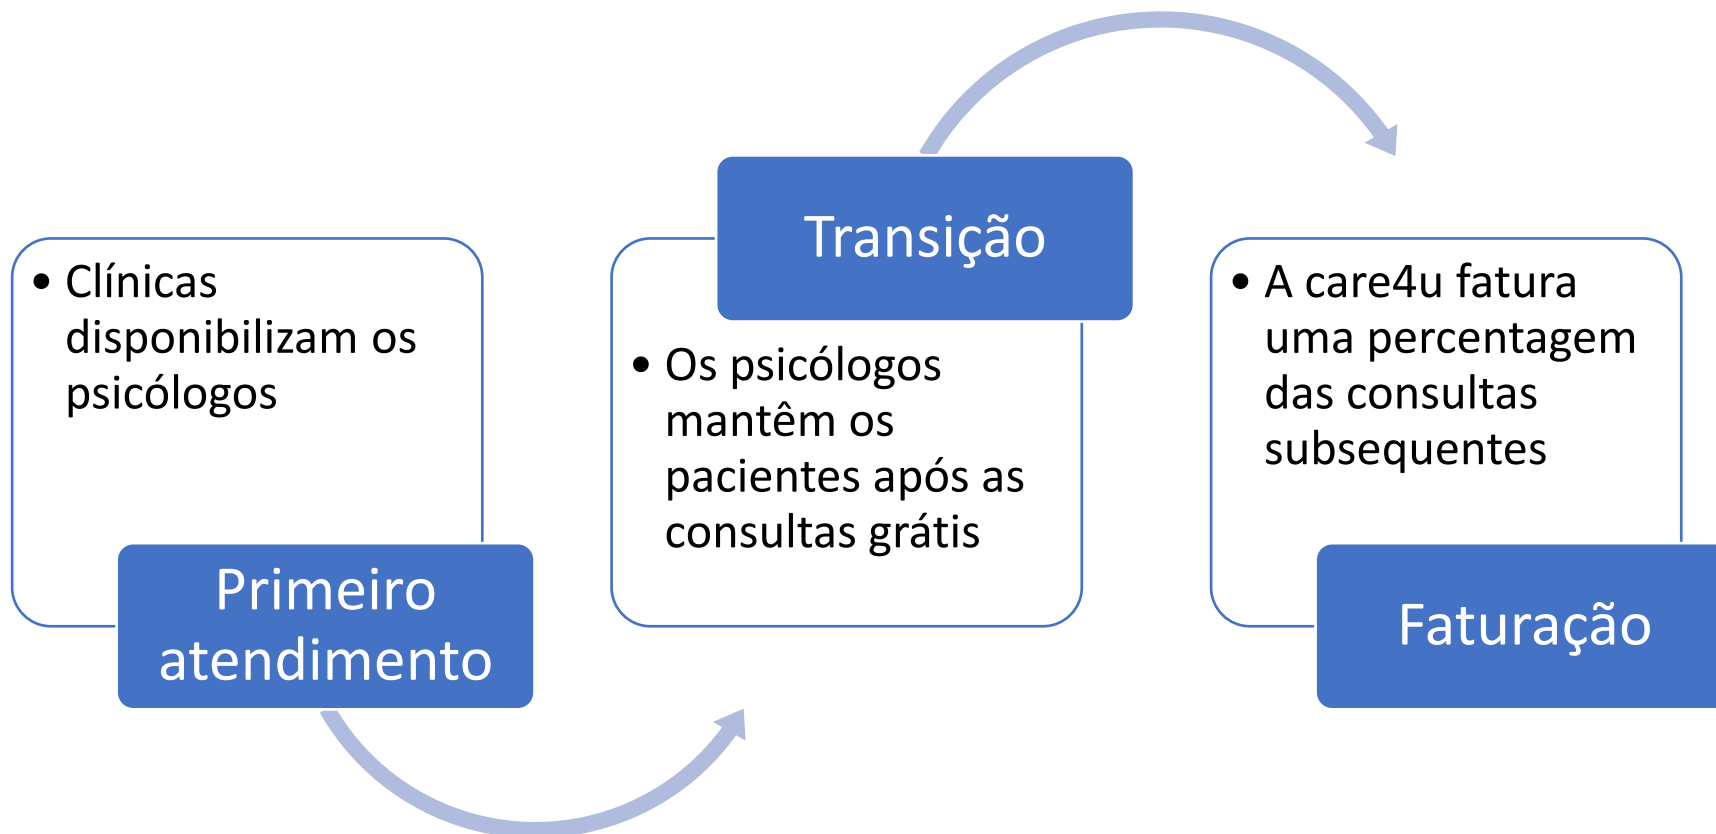 • Clínicas
disponibilizam os
psicólogos
Primeiro
atendimento
Transição
• Os psicólogos
mantêm os
pacientes após as
consultas grátis
• A care4u fatura
uma percentagem
das consultas
subsequentes
Faturação